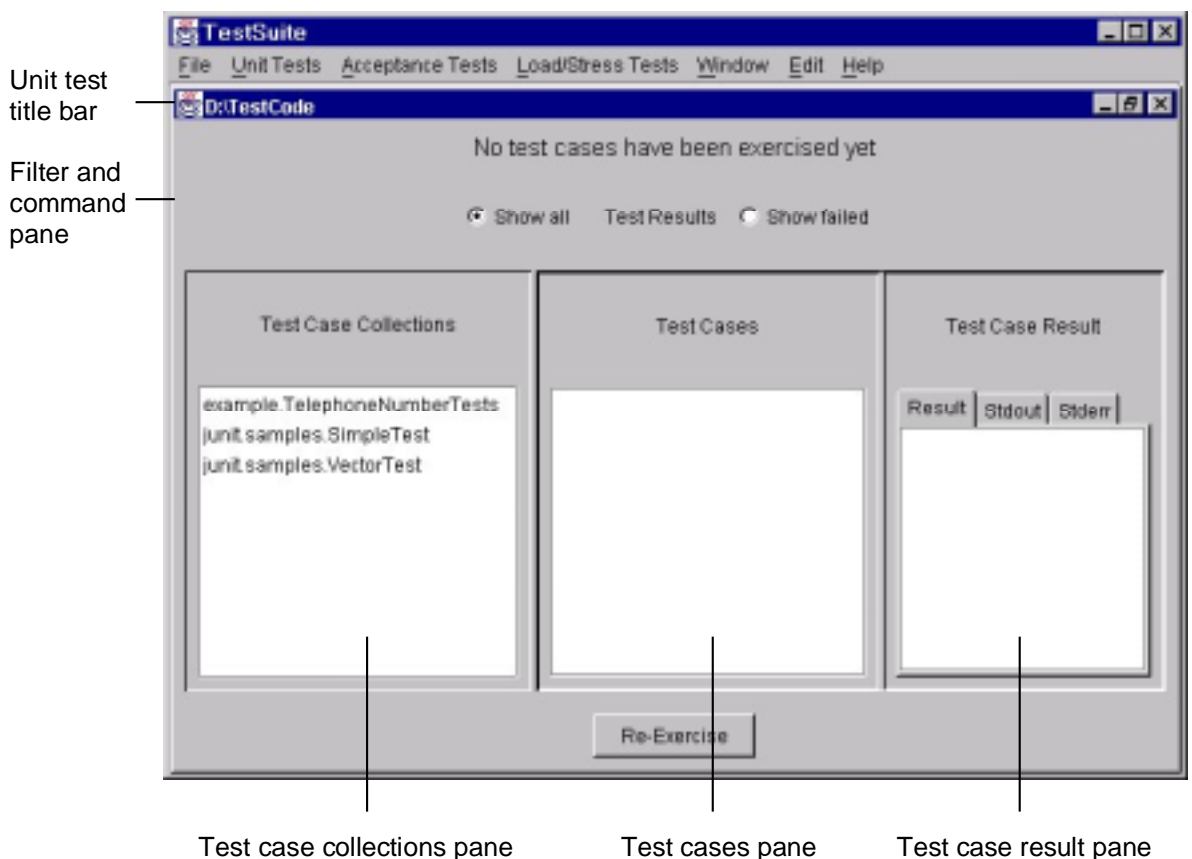 TestSuite
File Unit Tests Acceptance Tests Load/Stress Tests Window Edit Help
Unit test
title bar
D:\TestCode
No test cases have been exercised yet
Filter and
command
pane
Show all Test Results Show failed
Test Case Collections
Test Cases
Test Case Result
example.TelephoneNumberTests
junit.samples.SimpleTest
junit.samples.VectorTest
Result Stdout Stderr
Re-Exercise
Test case collections pane
Test cases pane
Test case result pane